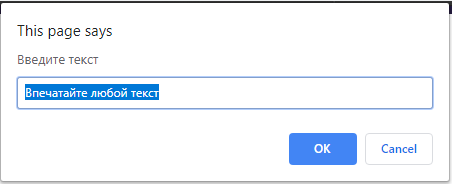 This page says
Введите текст
Впечатайте любой текст
OK
Cancel